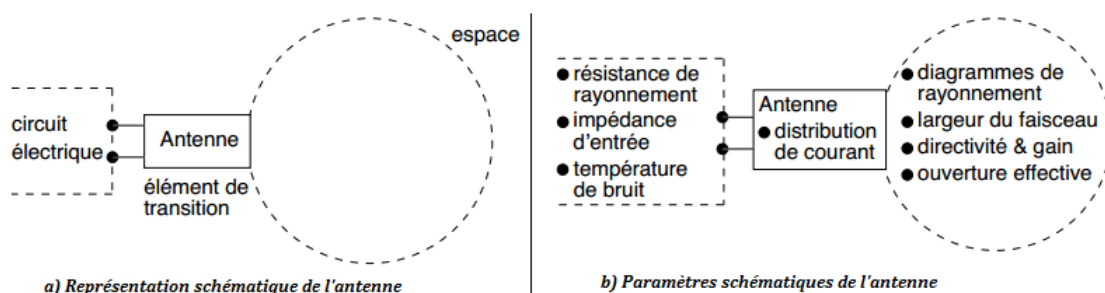 espace
circuit
électrique
Antenne
élément de
transition
a) Représentation schématique de l'antenne
résistance de
rayonnement
impédance
d'entrée
température
de bruit
Antenne
distribution
de courant
diagrammes de
rayonnement
largeur du faisceau
directivité & gain
ouverture effective
b) Paramètres schématiques de l'antenne